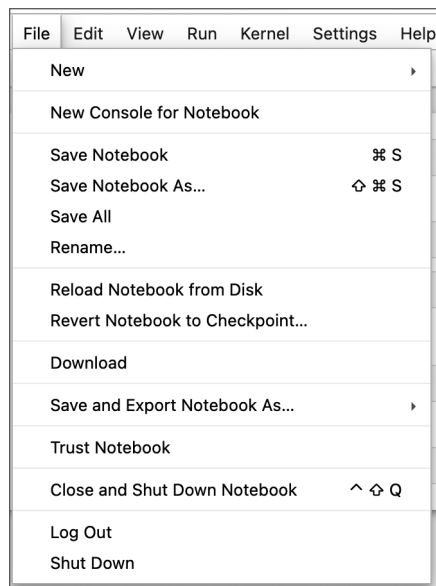 File Edit View Run Kernel Settings Help
New
New Console for Notebook
Save Notebook ⌘ S
Save Notebook As... ⇧ ⌘ S
Save All
Rename...
Reload Notebook from Disk
Revert Notebook to Checkpoint...
Download
Save and Export Notebook As...
Trust Notebook
Close and Shut Down Notebook ^ ⇧ Q
Log Out
Shut Down